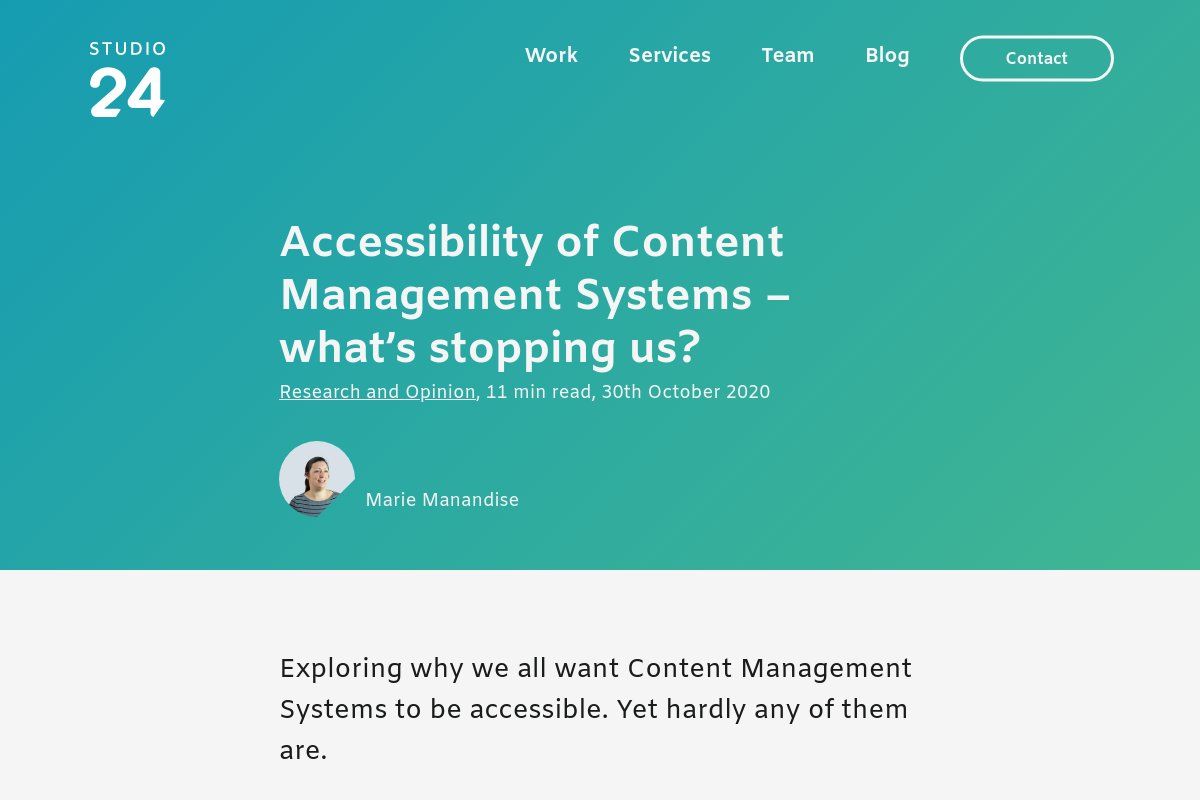 STUDIO
24
Work Services Team Blog Contact
Accessibility of Content
Management Systems –
what’s stopping us?
Research and Opinion, 11 min read, 30th October 2020
Marie Manandise
Exploring why we all want Content Management
Systems to be accessible. Yet hardly any of them
are.